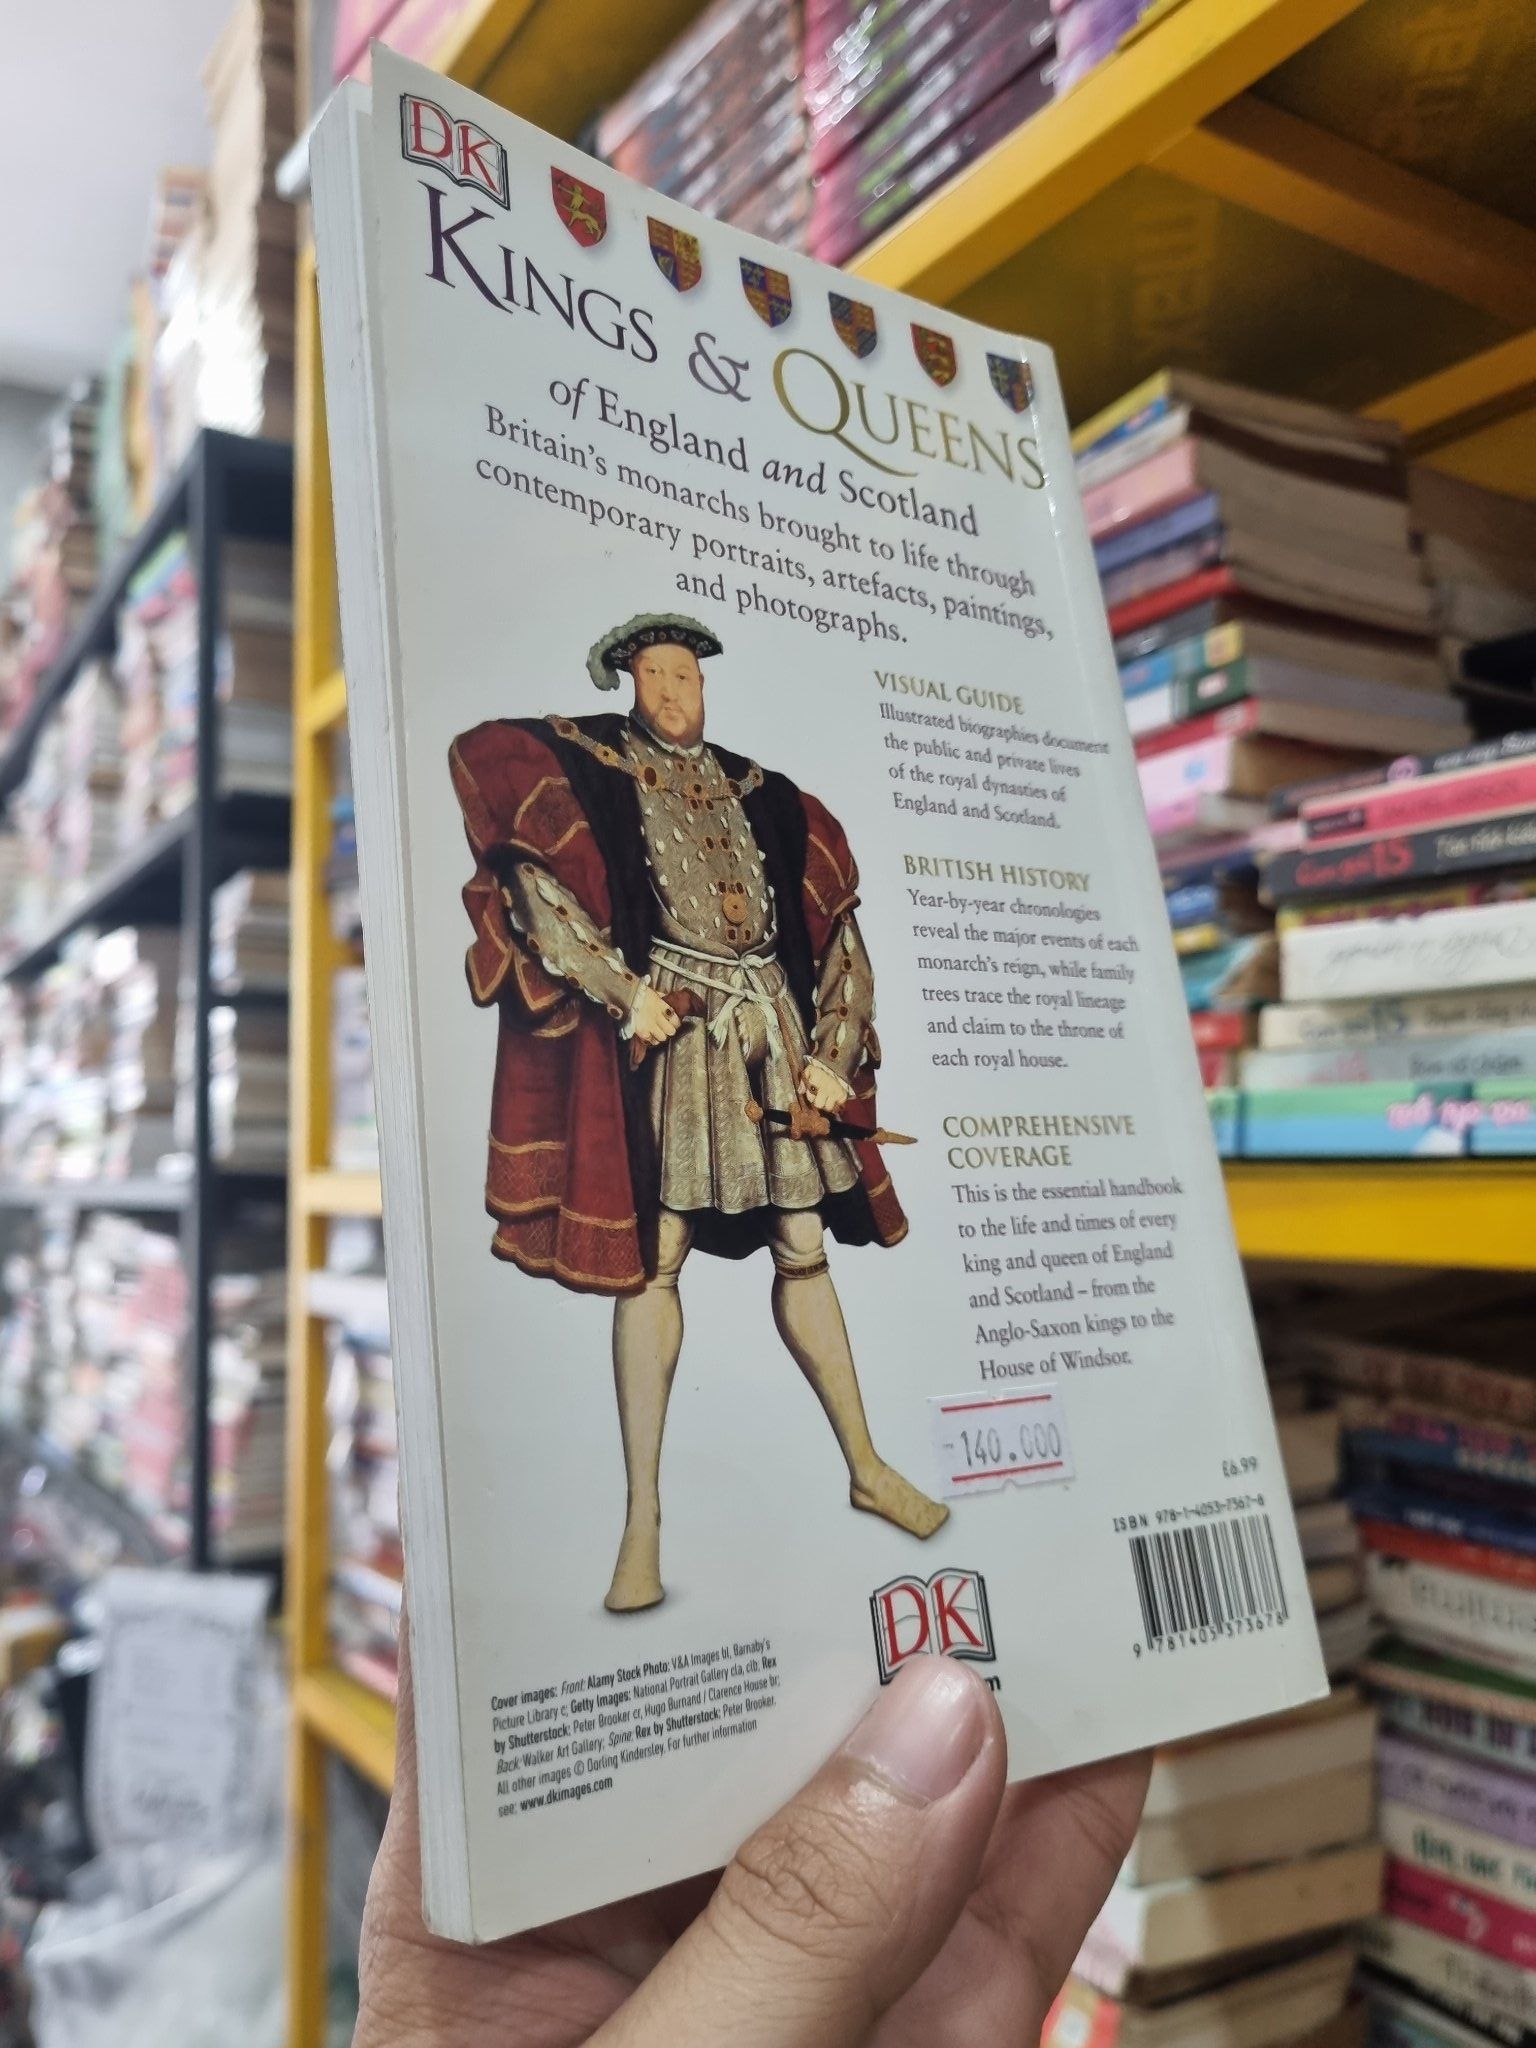 DK
KINGS & QUEENS
of England and Scotland
Britain's monarchs brought to life through
contemporary portraits, artefacts, paintings,
and photographs.
VISUAL GUIDE
Illustrated biographies document
the public and private lives
of the royal dynasties of
England and Scotland.
BRITISH HISTORY
Year-by-year chronologies
reveal the major events of each
monarch's reign, while family
trees trace the royal lineage
and claim to the throne of
each royal house.
COMPREHENSIVE
COVERAGE
This is the essential handbook
to the life and times of every
king and queen of England
and Scotland – from the
Anglo-Saxon kings to the
House of Windsor.
-140.000
£6.99
ISBN 978-1-4053-7367-8
9 781405 373678
DK
m
Cover images: Front: Alamy Stock Photo: V&A Images bl, Barnaby's
Picture Library c; Getty Images: National Portrait Gallery cla, clb; Rex
by Shutterstock: Peter Brooker cr, Hugo Burnand / Clarence House br;
Back: Walker Art Gallery; Spine: Rex by Shutterstock: Peter Brooker.
All other images © Dorling Kindersley. For further information
see: www.dkimages.com